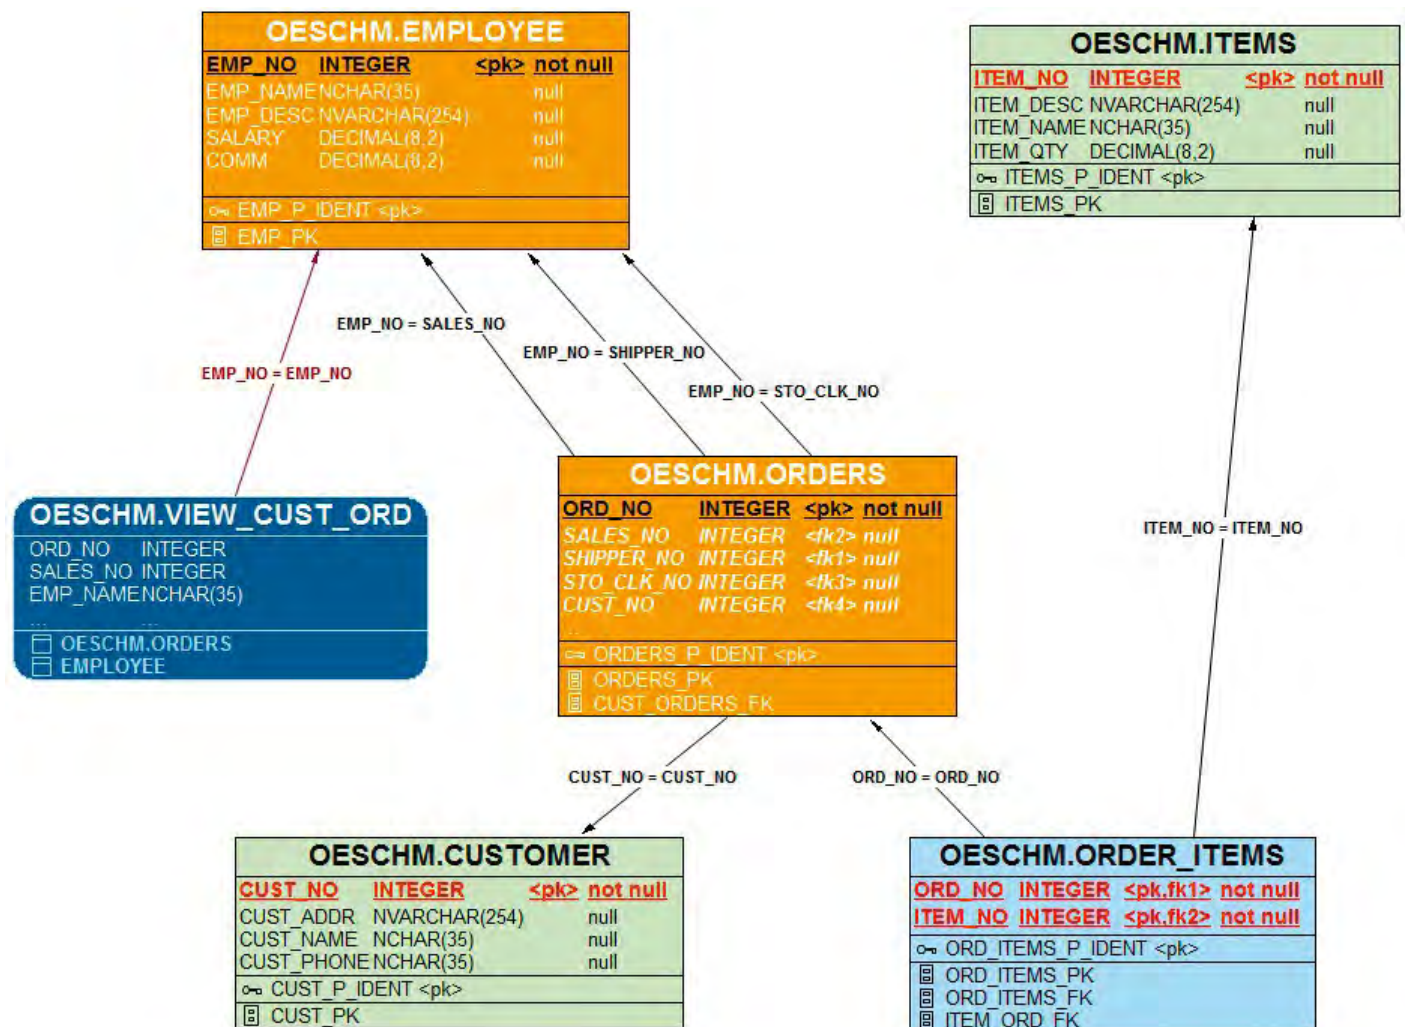 OESCHM.EMPLOYEE
EMP_NO INTEGER <pk> not null
EMP_NAME NCHAR(35) null
EMP_DESC NVARCHAR(254) null
SALARY DECIMAL(8,2) null
COMM DECIMAL(8,2) null
... ... ...
EMP_P_IDENT <pk>
EMP_PK
OESCHM.ITEMS
ITEM_NO INTEGER <pk> not null
ITEM_DESC NVARCHAR(254) null
ITEM_NAME NCHAR(35) null
ITEM_QTY DECIMAL(8,2) null
ITEMS_P_IDENT <pk>
ITEMS_PK
EMP_NO = SALES_NO
EMP_NO = SHIPPER_NO
EMP_NO = EMP_NO
EMP_NO = STO_CLK_NO
OESCHM.VIEW_CUST_ORD
ORD_NO INTEGER
SALES_NO INTEGER
EMP_NAME NCHAR(35)
... ...
OESCHM.ORDERS
EMPLOYEE
OESCHM.ORDERS
ORD_NO INTEGER <pk> not null
SALES_NO INTEGER <fk2> null
SHIPPER_NO INTEGER <fk1> null
STO_CLK_NO INTEGER <fk3> null
CUST_NO INTEGER <fk4> null
...
ORDERS_P_IDENT <pk>
ORDERS_PK
CUST_ORDERS_FK
ITEM_NO = ITEM_NO
CUST_NO = CUST_NO
ORD_NO = ORD_NO
OESCHM.CUSTOMER
CUST_NO INTEGER <pk> not null
CUST_ADDR NVARCHAR(254) null
CUST_NAME NCHAR(35) null
CUST_PHONE NCHAR(35) null
CUST_P_IDENT <pk>
CUST_PK
OESCHM.ORDER_ITEMS
ORD_NO INTEGER <pk,fk1> not null
ITEM_NO INTEGER <pk,fk2> not null
ORD_ITEMS_P_IDENT <pk>
ORD_ITEMS_PK
ORD_ITEMS_FK
ITEM_ORD_FK